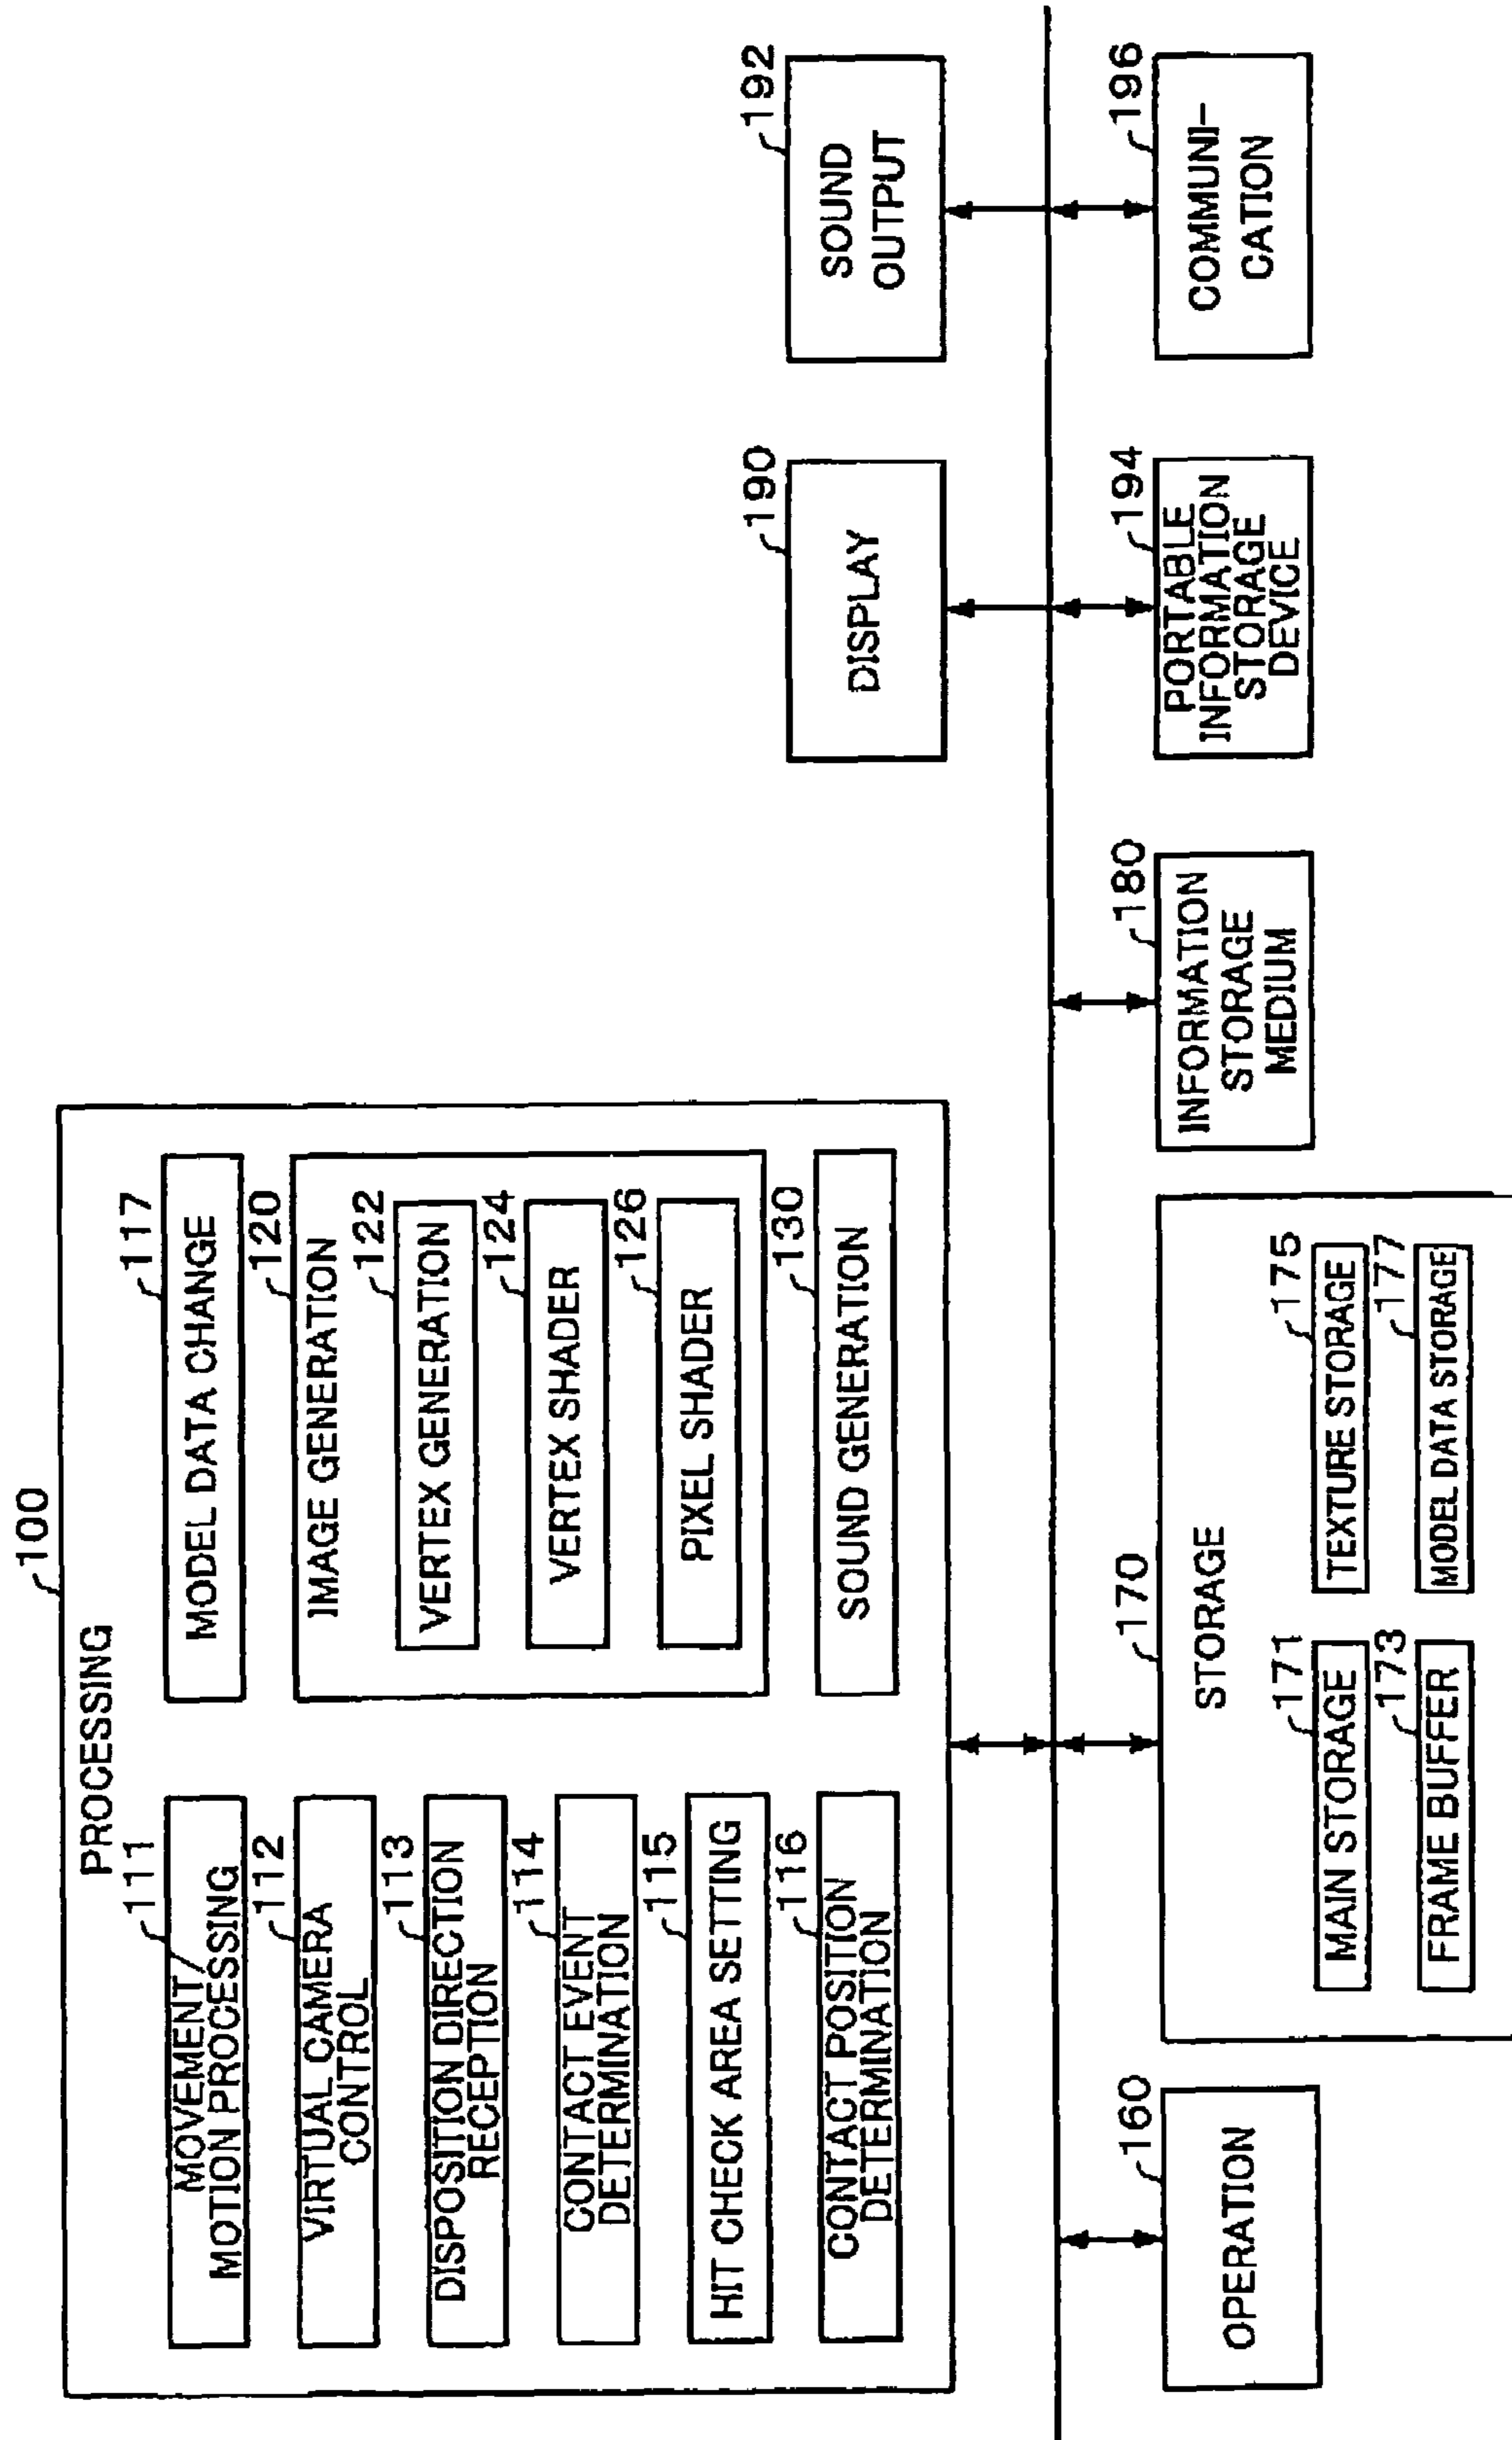 100
PROCESSING
111
MOVEMENT/
MOTION PROCESSING
112
VIRTUAL CAMERA
CONTROL
113
DISPOSITION DIRECTION
RECEPTION
114
CONTACT EVENT
DETERMINATION
115
HIT CHECK AREA SETTING
116
CONTACT POSITION
DETERMINATION
117
MODEL DATA CHANGE
120
IMAGE GENERATION
122
VERTEX GENERATION
124
VERTEX SHADER
126
PIXEL SHADER
130
SOUND GENERATION
190
DISPLAY
192
SOUND
OUTPUT
160
OPERATION
170
STORAGE
171
MAIN STORAGE
173
FRAME BUFFER
175
TEXTURE STORAGE
177
MODEL DATA STORAGE
180
INFORMATION
STORAGE
MEDIUM
194
PORTABLE
INFORMATION
STORAGE
DEVICE
196
COMMUNI-
CATION